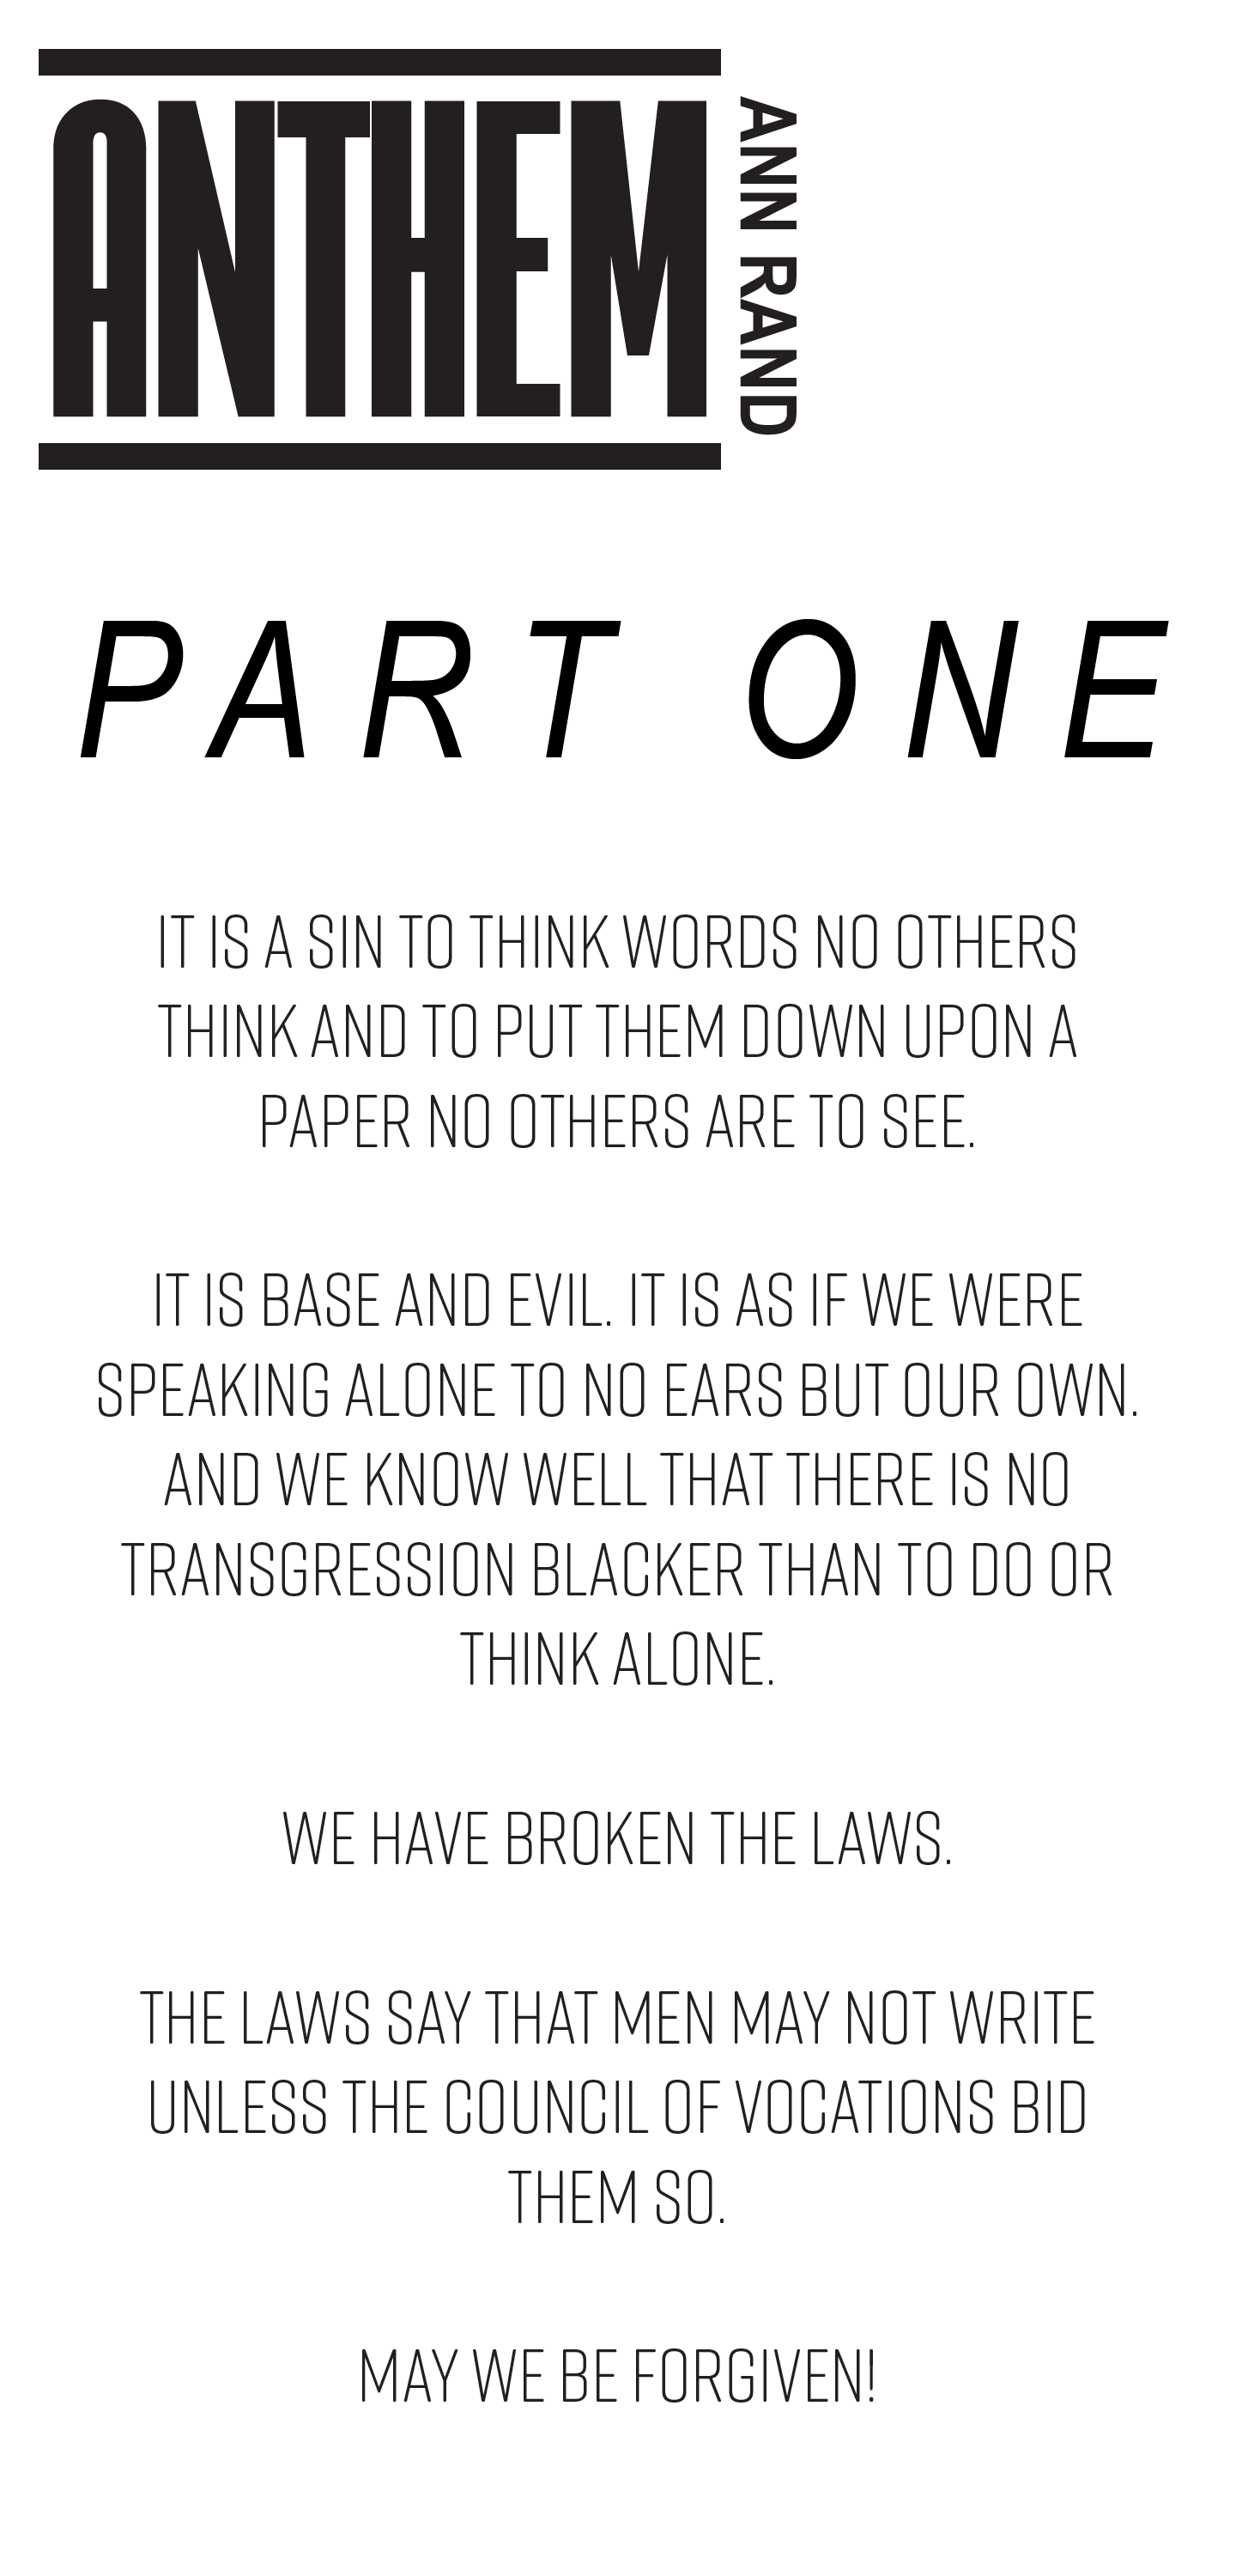 ANTHEM
ANN RAND
PART ONE
IT IS A SIN TO THINK WORDS NO OTHERS
THINK AND TO PUT THEM DOWN UPON A
PAPER NO OTHERS ARE TO SEE.
IT IS BASE AND EVIL. IT IS AS IF WE WERE
SPEAKING ALONE TO NO EARS BUT OUR OWN.
AND WE KNOW WELL THAT THERE IS NO
TRANSGRESSION BLACKER THAN TO DO OR
THINK ALONE.
WE HAVE BROKEN THE LAWS.
THE LAWS SAY THAT MEN MAY NOT WRITE
UNLESS THE COUNCIL OF VOCATIONS BID
THEM SO.
MAY WE BE FORGIVEN!